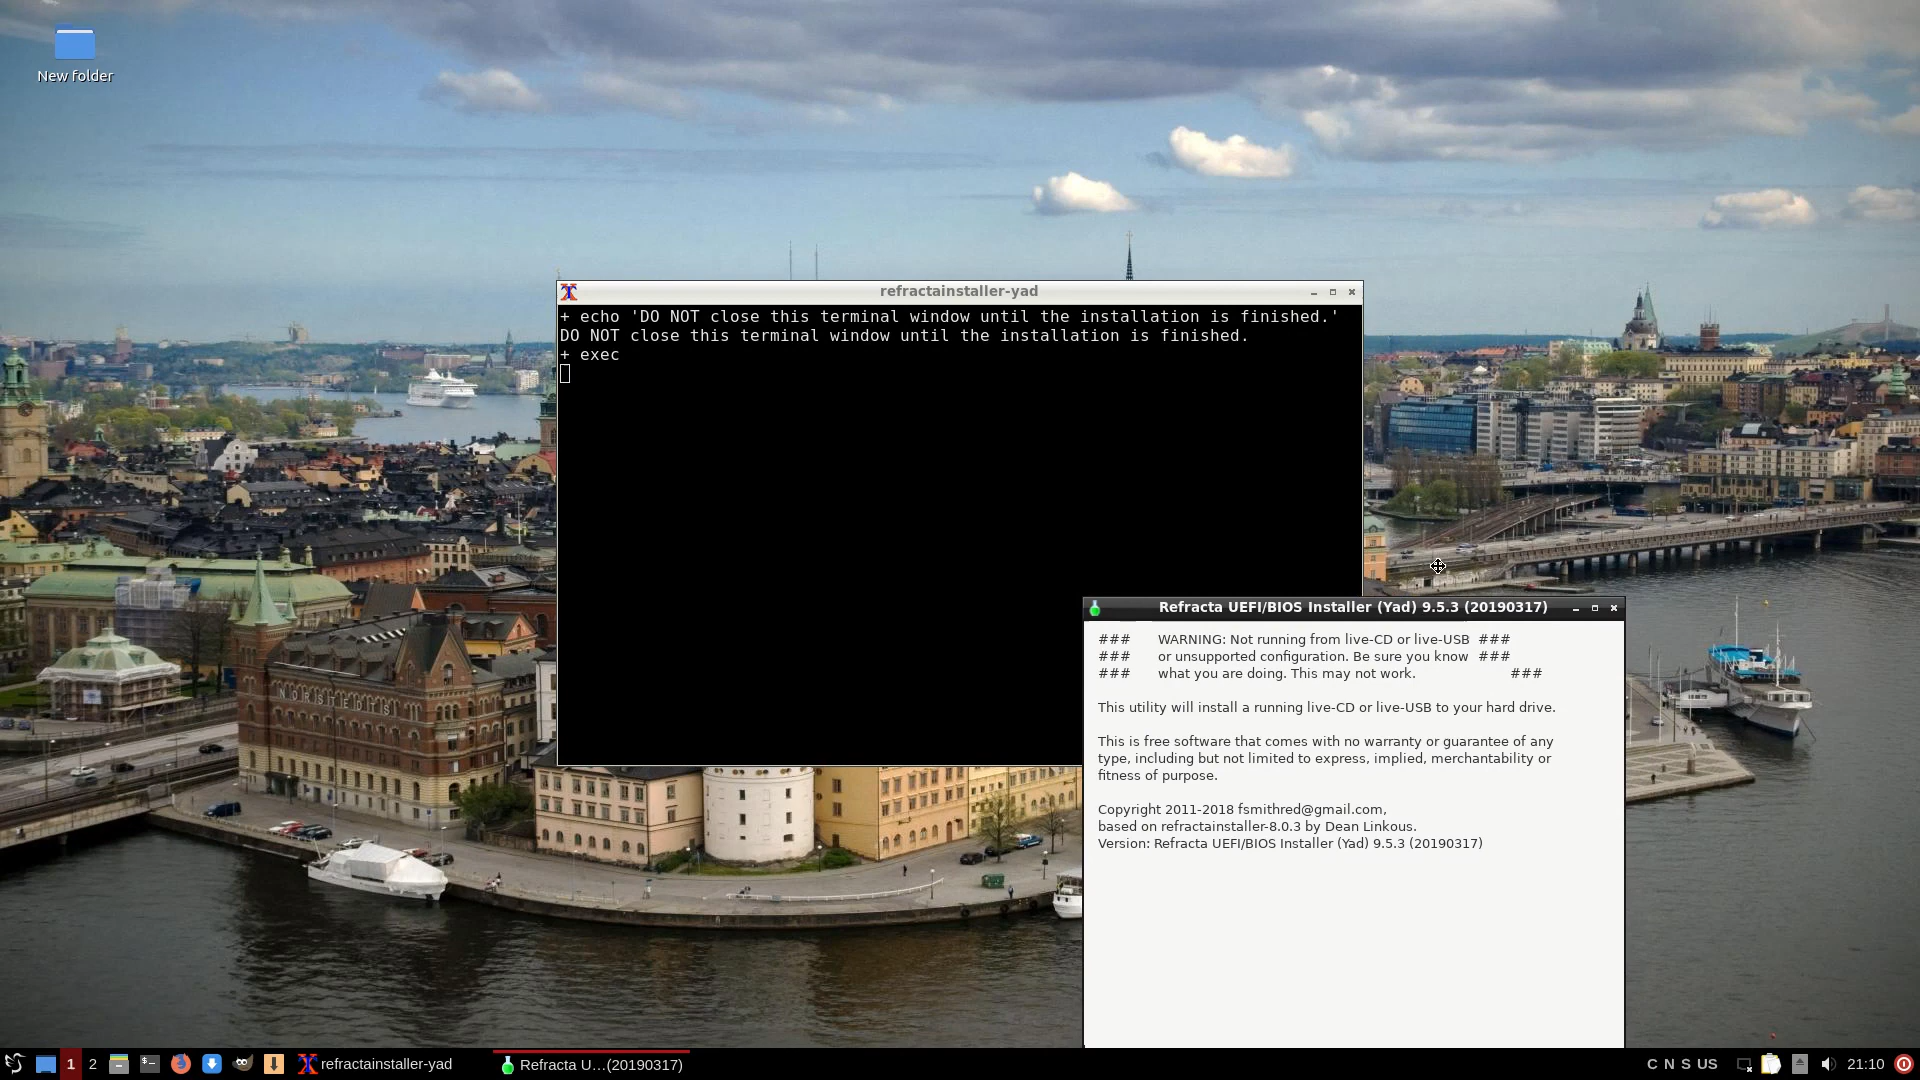 New folder
refractainstaller-yad
+ echo 'DO NOT close this terminal window until the installation is finished.'
DO NOT close this terminal window until the installation is finished.
+ exec
Refracta UEFI/BIOS Installer (Yad) 9.5.3 (20190317)
### WARNING: Not running from live-CD or live-USB ###
### or unsupported configuration. Be sure you know ###
### what you are doing. This may not work. ###
This utility will install a running live-CD or live-USB to your hard drive.
This is free software that comes with no warranty or guarantee of any
type, including but not limited to express, implied, merchantability or
fitness of purpose.
Copyright 2011-2018 fsmithred@gmail.com,
based on refractainstaller-8.0.3 by Dean Linkous.
Version: Refracta UEFI/BIOS Installer (Yad) 9.5.3 (20190317)
NORSTEDTS
1 2 refractainstaller-yad Refracta U...(20190317) C N S US 21:10